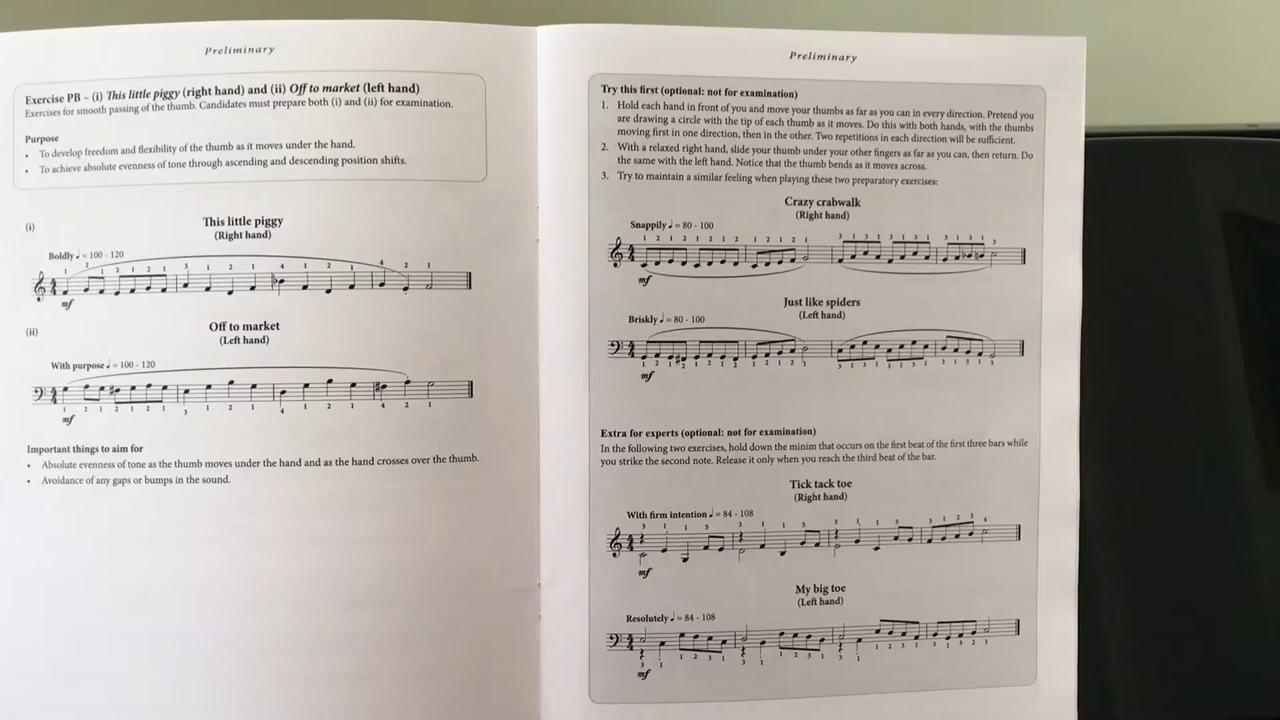 Preliminary
Exercise PB – (i) This little piggy (right hand) and (ii) Off to market (left hand)
Exercises for smooth passing of the thumb. Candidates must prepare both (i) and (ii) for examination.
Purpose
• To develop freedom and flexibility of the thumb as it moves under the hand.
• To achieve absolute evenness of tone through ascending and descending position shifts.
(i)
This little piggy
(Right hand)
Boldly ♩ = 100 - 120
mf
(ii)
Off to market
(Left hand)
With purpose ♩ = 100 - 120
mf
Important things to aim for
• Absolute evenness of tone as the thumb moves under the hand and as the hand crosses over the thumb.
• Avoidance of any gaps or bumps in the sound.
Preliminary
Try this first (optional: not for examination)
1. Hold each hand in front of you and move your thumbs as far as you can in every direction. Pretend you
are drawing a circle with the tip of each thumb as it moves. Do this with both hands, with the thumbs
moving first in one direction, then in the other. Two repetitions in each direction will be sufficient.
2. With a relaxed right hand, slide your thumb under your other fingers as far as you can, then return. Do
the same with the left hand. Notice that the thumb bends as it moves across.
3. Try to maintain a similar feeling when playing these two preparatory exercises:
Crazy crabwalk
(Right hand)
Snappily ♩ = 80 - 100
mf
Just like spiders
(Left hand)
Briskly ♩ = 80 - 100
mf
Extra for experts (optional: not for examination)
In the following two exercises, hold down the minim that occurs on the first beat of the first three bars while
you strike the second note. Release it only when you reach the third beat of the bar.
Tick tack toe
(Right hand)
With firm intention ♩ = 84 - 108
mf
My big toe
(Left hand)
Resolutely ♩ = 84 - 108
mf